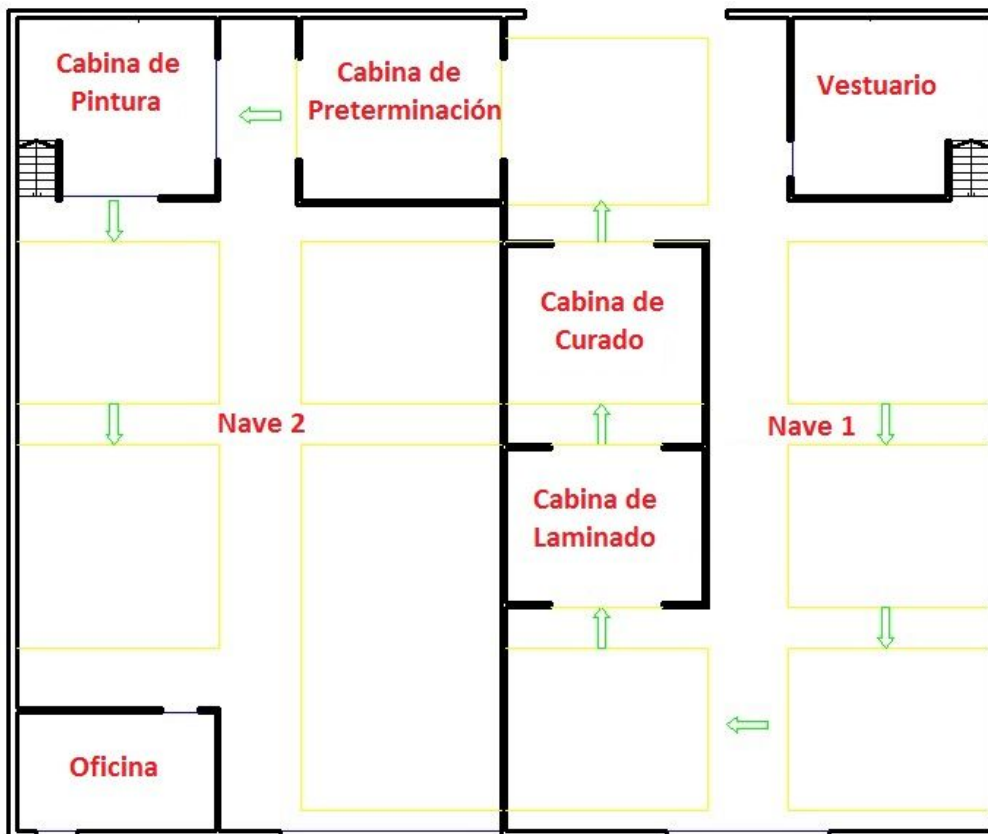 Cabina de
Pintura
Cabina de
Preterminación
Vestuario
Cabina de
Curado
Nave 2
Nave 1
Cabina de
Laminado
Oficina